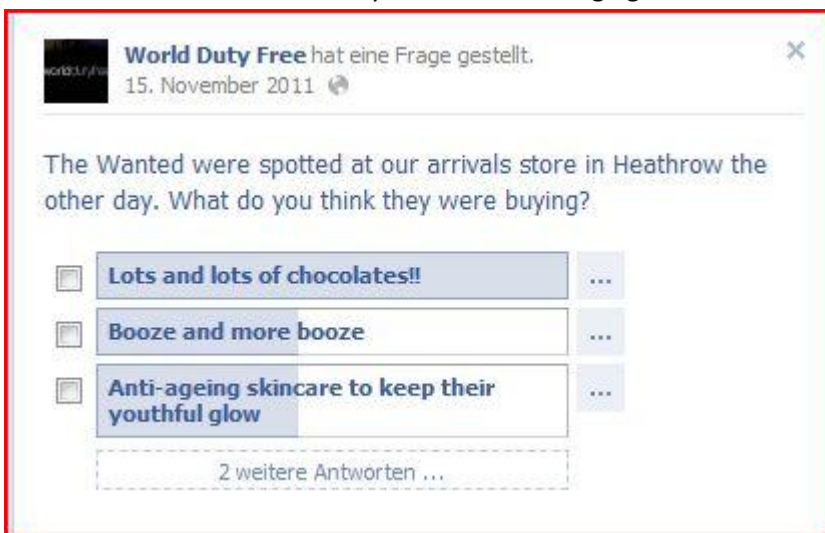 World Duty Free hat eine Frage gestellt.
15. November 2011
The Wanted were spotted at our arrivals store in Heathrow the
other day. What do you think they were buying?
Lots and lots of chocolates!!
...
Booze and more booze
...
Anti-ageing skincare to keep their
youthful glow
...
2 weitere Antworten ...